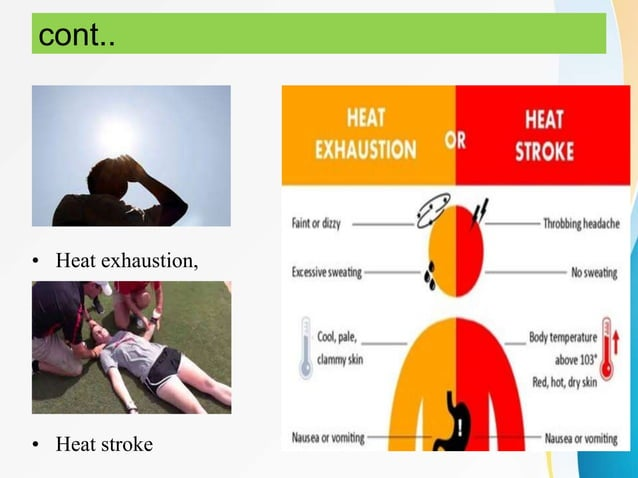 cont..
• Heat exhaustion,
• Heat stroke
HEAT
EXHAUSTION
OR
HEAT
STROKE
Faint or dizzy
Throbbing headache
Excessive sweating
No sweating
Cool, pale,
clammy skin
Body temperature
above 103°
Red, hot, dry skin
Nausea or vomiting
Nausea or vomiting